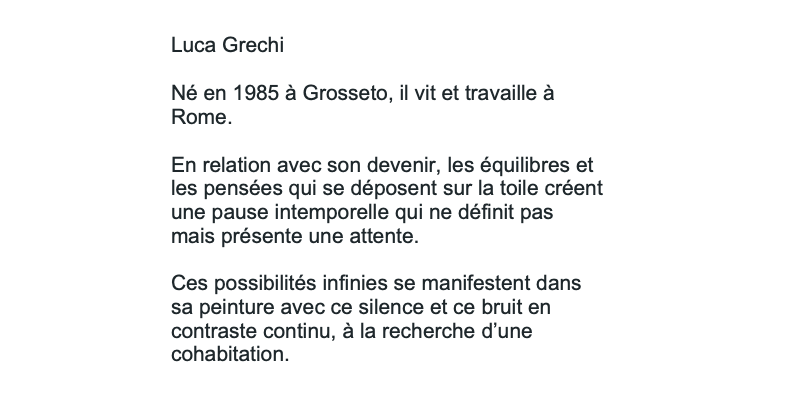 Luca Grechi
Né en 1985 à Grosseto, il vit et travaille à
Rome.
En relation avec son devenir, les équilibres et
les pensées qui se déposent sur la toile créent
une pause intemporelle qui ne définit pas
mais présente une attente.
Ces possibilités infinies se manifestent dans
sa peinture avec ce silence et ce bruit en
contraste continu, à la recherche d’une
cohabitation.